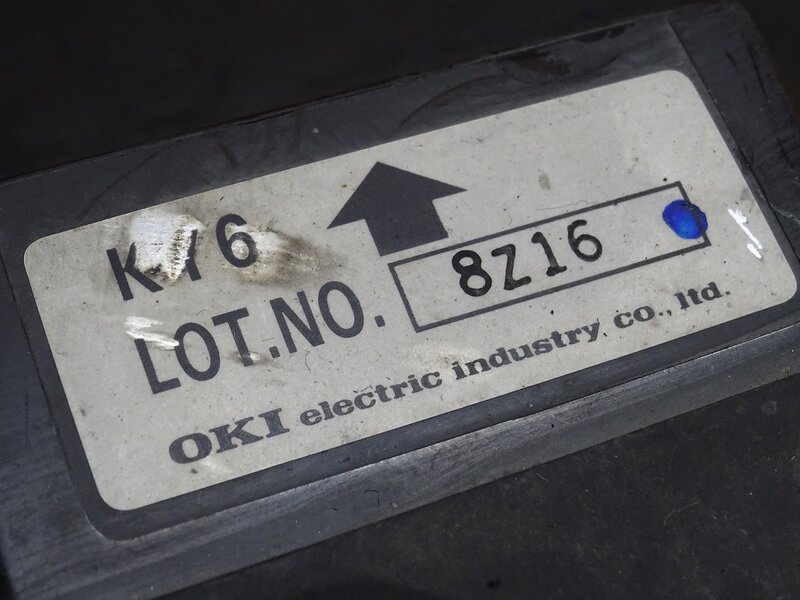 LOT.NO. 8Z16
OKI electric industry co., ltd.